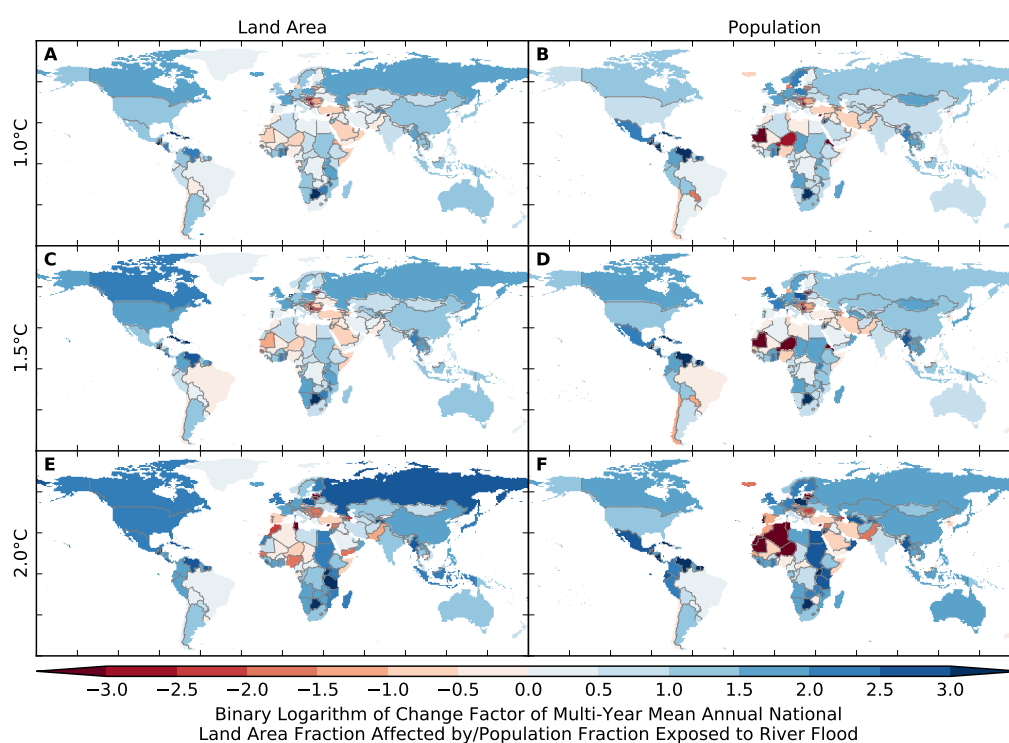 Land Area
Population
A
B
1.0°C
C
D
1.5°C
E
F
2.0°C
−3.0 −2.5 −2.0 −1.5 −1.0 −0.5 0.0 0.5 1.0 1.5 2.0 2.5 3.0
Binary Logarithm of Change Factor of Multi-Year Mean Annual National
Land Area Fraction Affected by/Population Fraction Exposed to River Flood